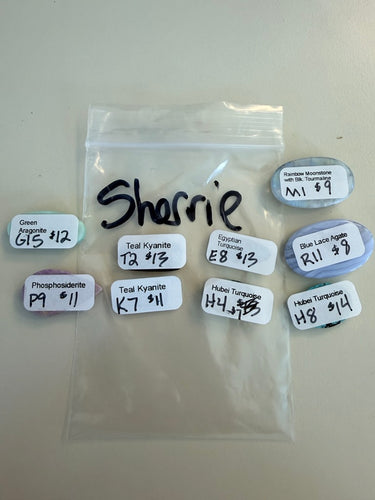 Sherrie
Rainbow Moonstone
with Blk. Tourmaline
M1 $9
Green
Aragonite
G15 $12
Teal Kyanite
T2 $13
Egyptian
Turquoise
E8 $13
Blue Lace Agate
R11 $8
Phosphosiderite
P9 $11
Teal Kyanite
K7 $11
Hubei Turquoise
H4 $7
Hubei Turquoise
H8 $14